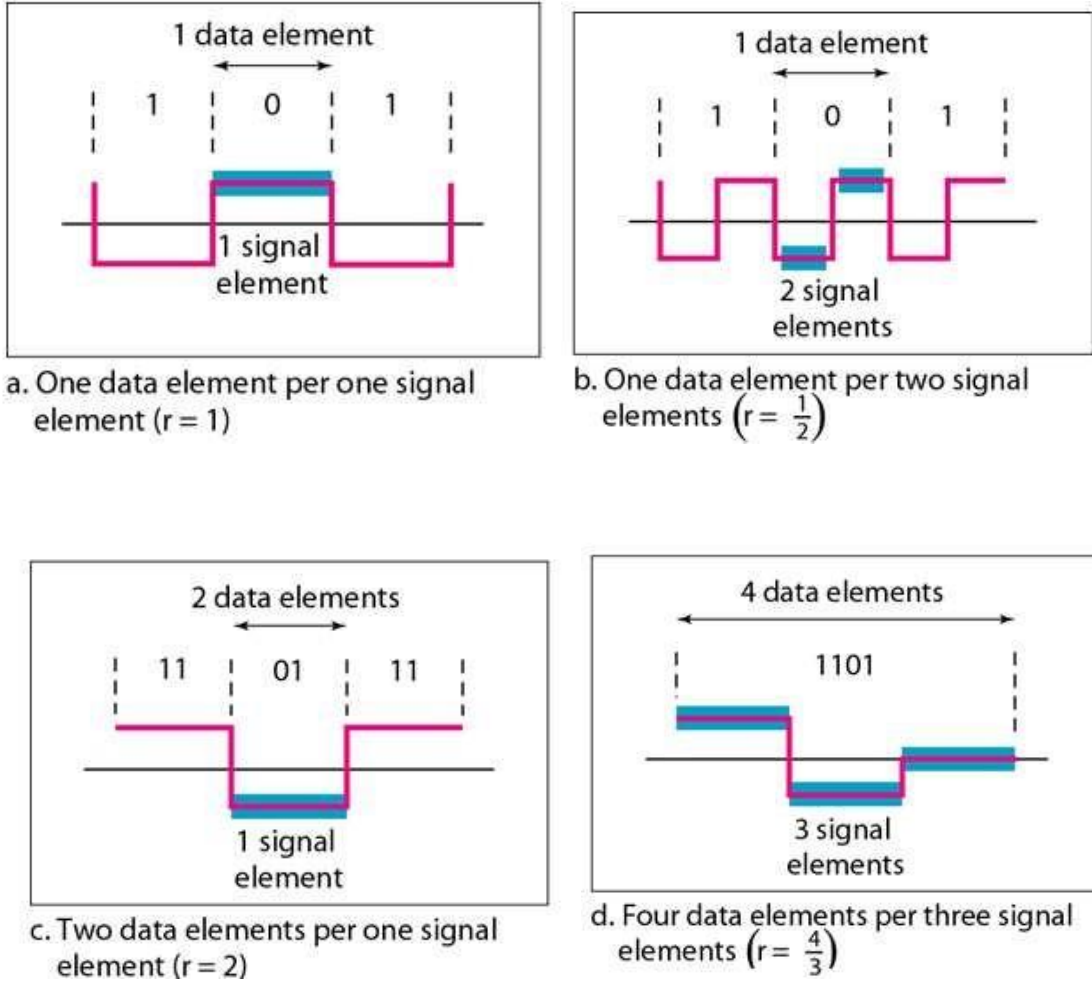 1 data element
1 0 1
1 signal
element
a. One data element per one signal
element (r = 1)
1 data element
1 0 1
2 signal
elements
b. One data element per two signal
elements (r = 1/2)
2 data elements
11 01 11
1 signal
element
c. Two data elements per one signal
element (r = 2)
4 data elements
1101
3 signal
elements
d. Four data elements per three signal
elements (r = 4/3)